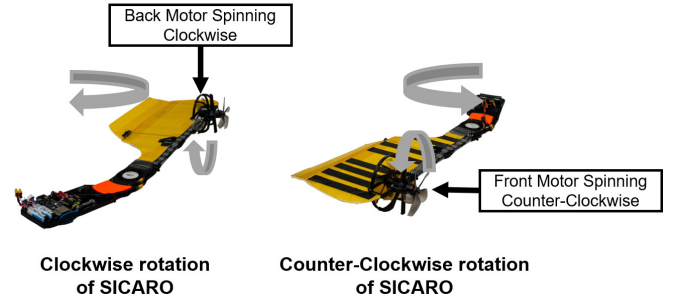 Back Motor Spinning
Clockwise
Front Motor Spinning
Counter-Clockwise
Clockwise rotation
of SICARO
Counter-Clockwise rotation
of SICARO